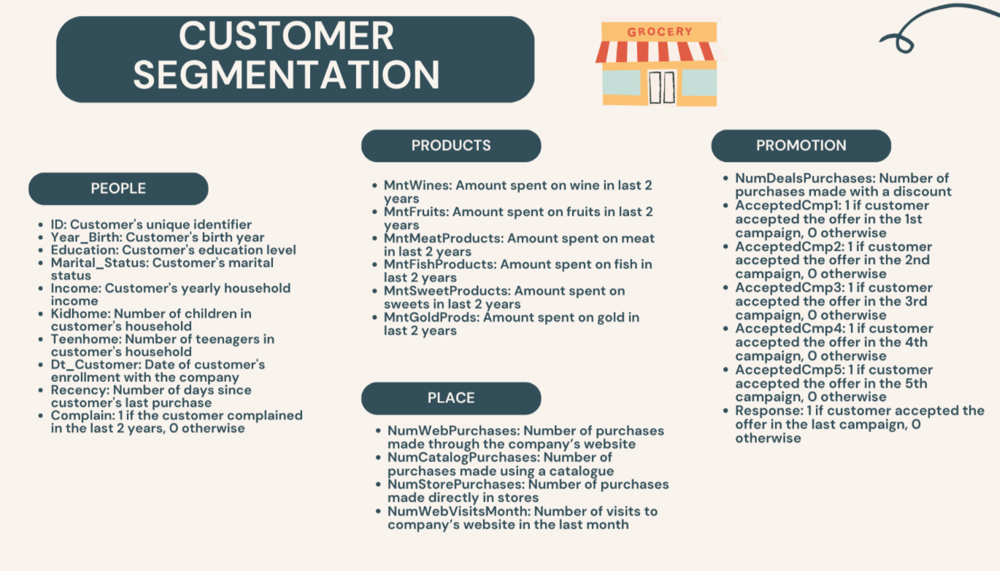 CUSTOMER
SEGMENTATION
GROCERY
PEOPLE
• ID: Customer's unique identifier
• Year_Birth: Customer's birth year
• Education: Customer's education level
• Marital_Status: Customer's marital
status
• Income: Customer's yearly household
income
• Kidhome: Number of children in
customer's household
• Teenhome: Number of teenagers in
customer's household
• Dt_Customer: Date of customer's
enrollment with the company
• Recency: Number of days since
customer's last purchase
• Complain: 1 if the customer complained
in the last 2 years, 0 otherwise
PRODUCTS
• MntWines: Amount spent on wine in last 2
years
• MntFruits: Amount spent on fruits in last 2
years
• MntMeatProducts: Amount spent on meat
in last 2 years
• MntFishProducts: Amount spent on fish in
last 2 years
• MntSweetProducts: Amount spent on
sweets in last 2 years
• MntGoldProds: Amount spent on gold in
last 2 years
PLACE
• NumWebPurchases: Number of purchases
made through the company’s website
• NumCatalogPurchases: Number of
purchases made using a catalogue
• NumStorePurchases: Number of purchases
made directly in stores
• NumWebVisitsMonth: Number of visits to
company’s website in the last month
PROMOTION
• NumDealsPurchases: Number of
purchases made with a discount
• AcceptedCmp1: 1 if customer
accepted the offer in the 1st
campaign, 0 otherwise
• AcceptedCmp2: 1 if customer
accepted the offer in the 2nd
campaign, 0 otherwise
• AcceptedCmp3: 1 if customer
accepted the offer in the 3rd
campaign, 0 otherwise
• AcceptedCmp4: 1 if customer
accepted the offer in the 4th
campaign, 0 otherwise
• AcceptedCmp5: 1 if customer
accepted the offer in the 5th
campaign, 0 otherwise
• Response: 1 if customer accepted the
offer in the last campaign, 0
otherwise